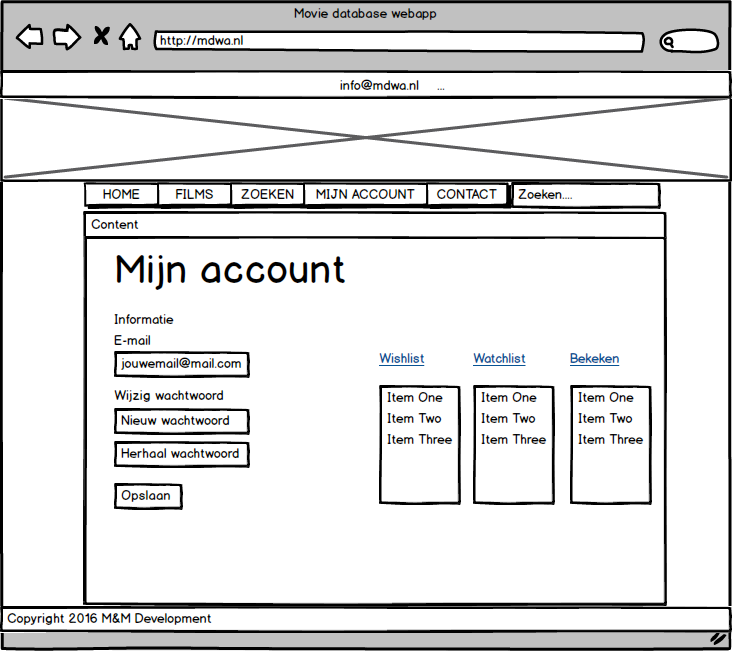 Movie database webapp
http://mdwa.nl
info@mdwa.nl ...
HOME FILMS ZOEKEN MIJN ACCOUNT CONTACT Zoeken....
Content
Mijn account
Informatie
E-mail
jouwemail@mail.com
Wijzig wachtwoord
Nieuw wachtwoord
Herhaal wachtwoord
Opslaan
Wishlist
Item One
Item Two
Item Three
Watchlist
Item One
Item Two
Item Three
Bekeken
Item One
Item Two
Item Three
Copyright 2016 M&M Development